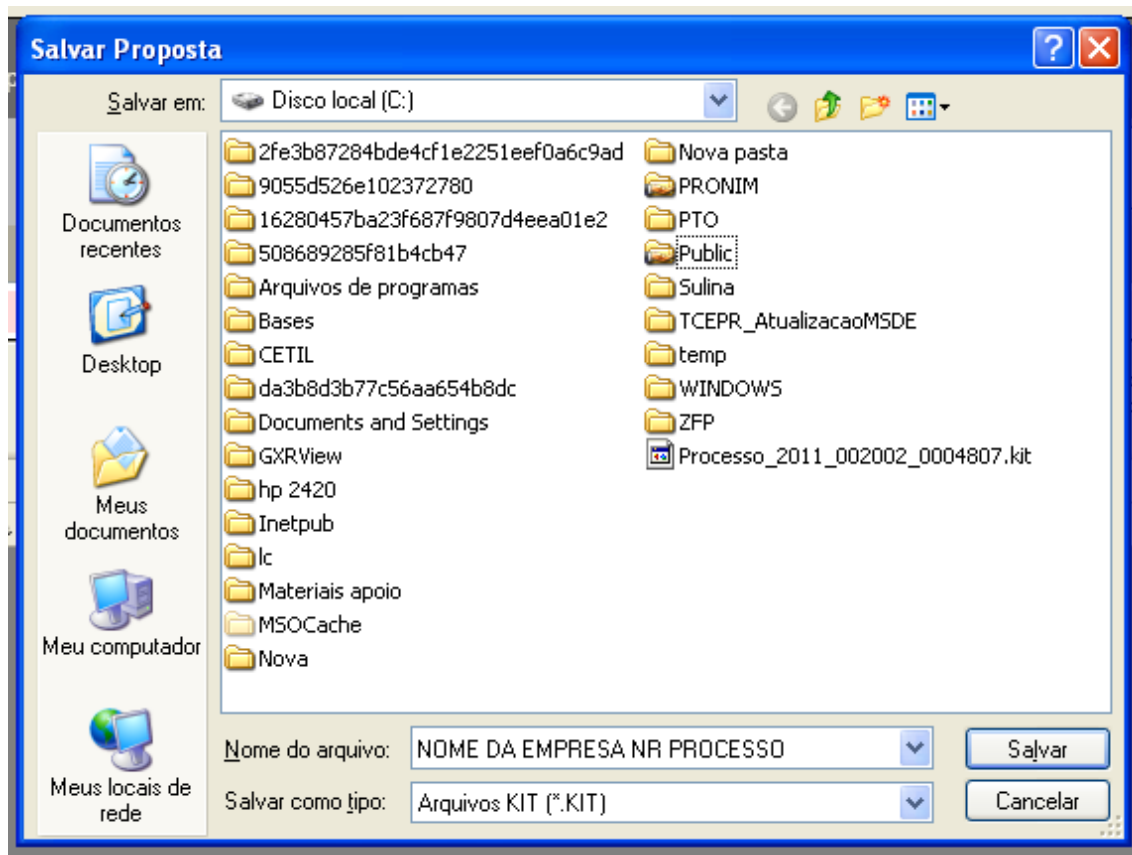 Salvar Proposta
Salvar em:
Disco local (C:)
Documentos
recentes
Desktop
Meus
documentos
Meu computador
Meus locais de
rede
2fe3b87284bde4cf1e2251eef0a6c9ad
9055d526e102372780
16280457ba23f687f9807d4eea01e2
508689285f81b4cb47
Arquivos de programas
Bases
CETIL
da3b8d3b77c56aa654b8dc
Documents and Settings
GXRView
hp 2420
Inetpub
lc
Materiais apoio
MSOCache
Nova
Nova pasta
PRONIM
PTO
Public
Sulina
TCEPR_AtualizacaoMSDE
temp
WINDOWS
ZFP
Processo_2011_002002_0004807.kit
Nome do arquivo:
NOME DA EMPRESA NR PROCESSO
Salvar
Salvar como tipo:
Arquivos KIT (*.KIT)
Cancelar